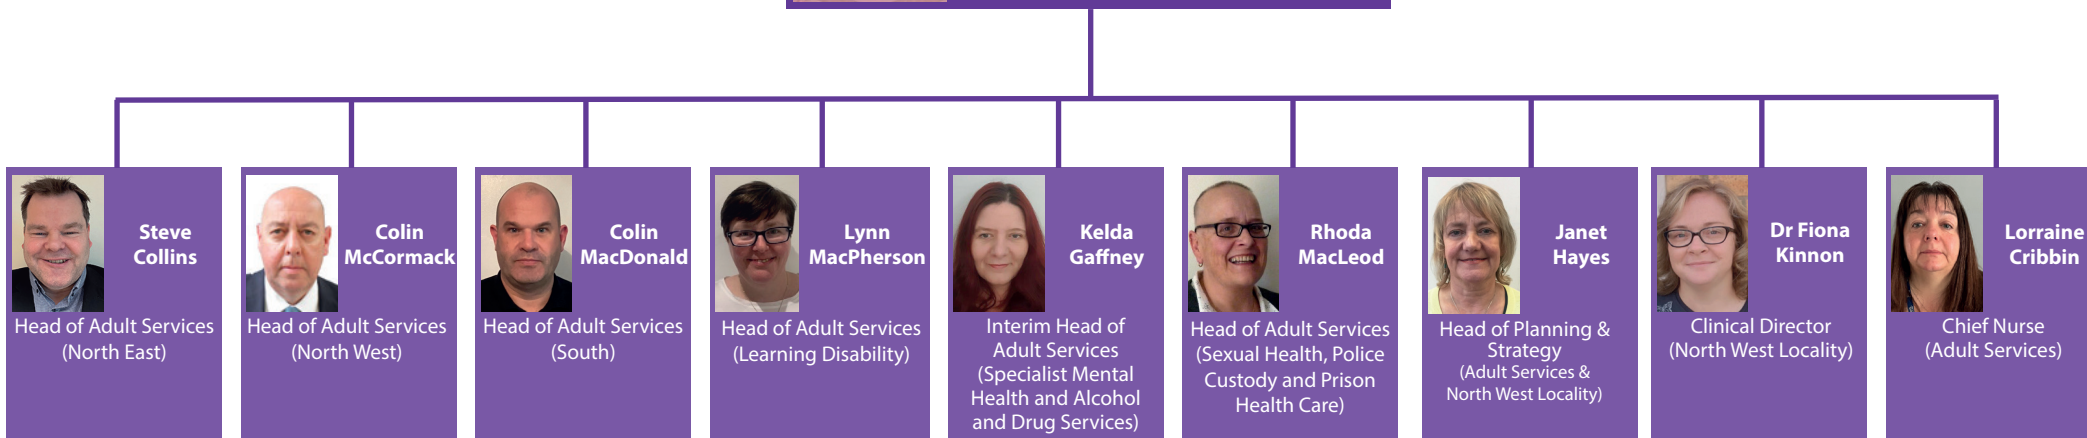 Steve
Collins
Head of Adult Services
(North East)
Colin
McCormack
Head of Adult Services
(North West)
Colin
MacDonald
Head of Adult Services
(South)
Lynn
MacPherson
Head of Adult Services
(Learning Disability)
Kelda
Gaffney
Interim Head of
Adult Services
(Specialist Mental
Health and Alcohol
and Drug Services)
Rhoda
MacLeod
Head of Adult Services
(Sexual Health, Police
Custody and Prison
Health Care)
Janet
Hayes
Head of Planning &
Strategy
(Adult Services &
North West Locality)
Dr Fiona
Kinnon
Clinical Director
(North West Locality)
Lorraine
Cribbin
Chief Nurse
(Adult Services)